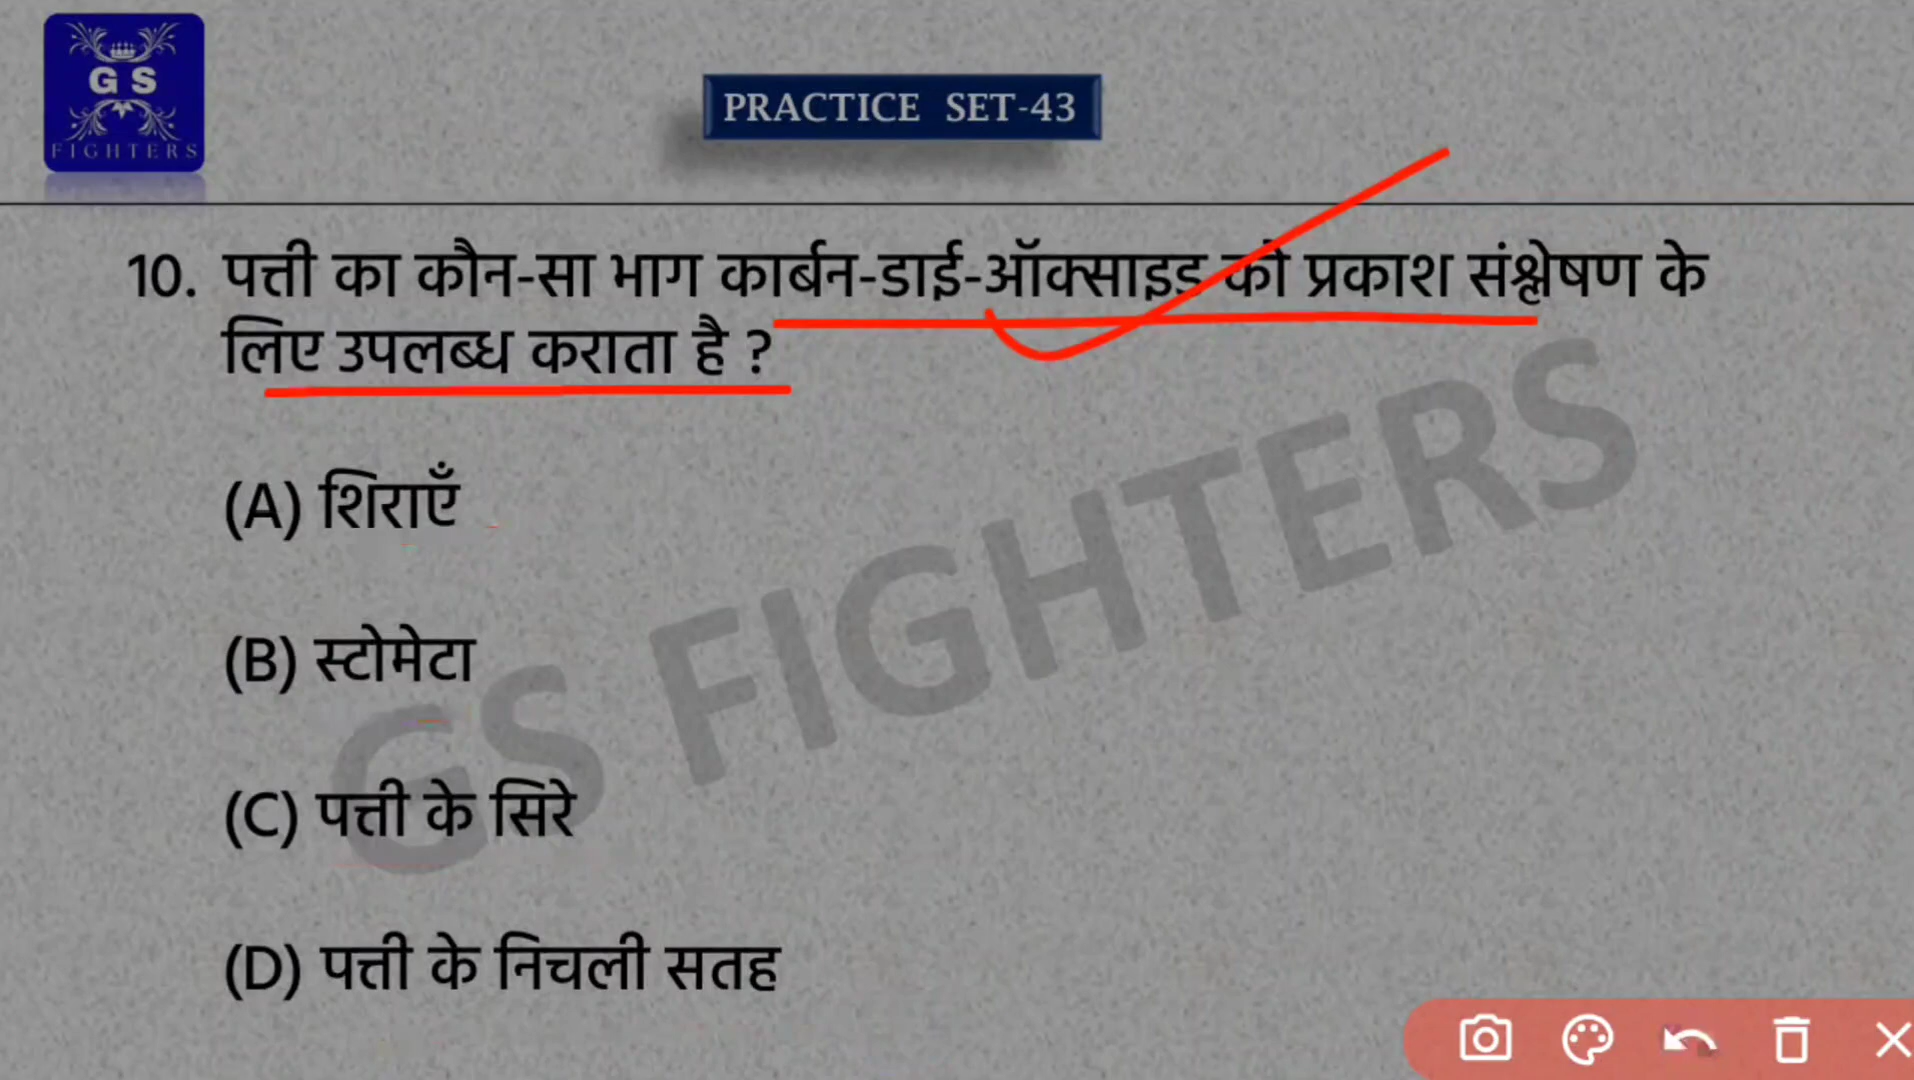 G S
FIGHTERS
PRACTICE SET-43
10. पत्ती का कौन-सा भाग कार्बन-डाई-ऑक्साइड को प्रकाश संश्लेषण के
लिए उपलब्ध कराता है ?
(A) शिराएँ
(B) स्टोमेटा
(C) पत्ती के सिरे
(D) पत्ती के निचली सतह
GS FIGHTERS